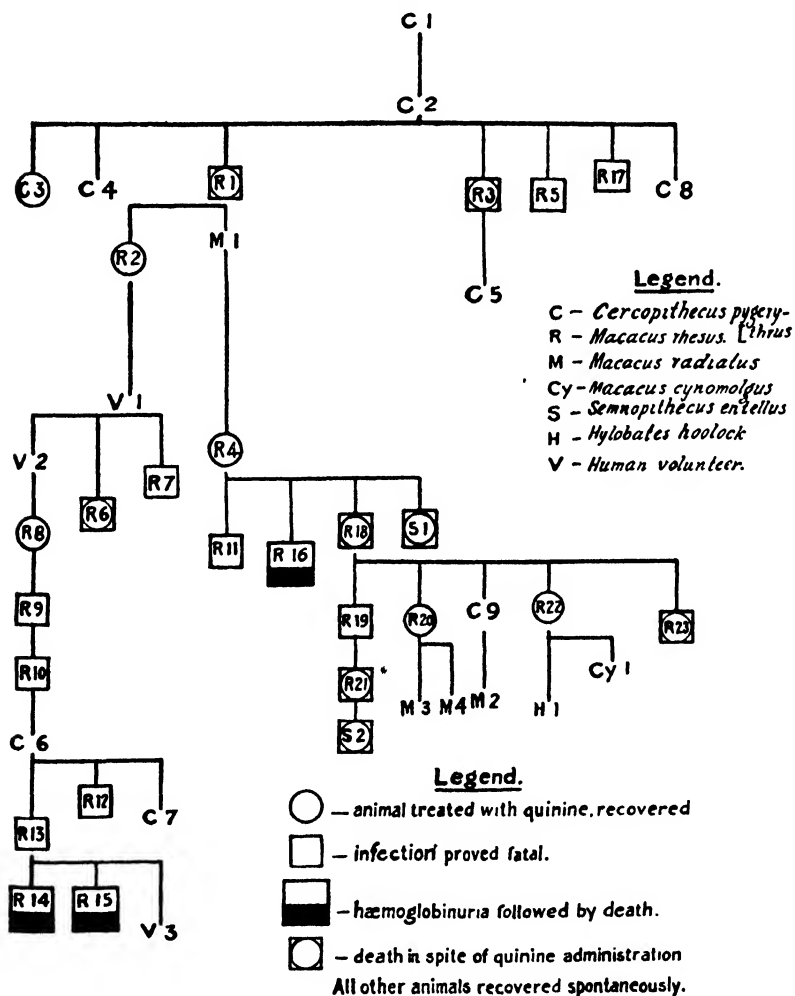 C 1
C 2
C3 C 4 R1 R3 R5 R17 C 8
R2 M 1
C 5
Legend.
C – Cercopithecus pygery-
R – Macacus rhesus. [thrus
M – Macacus radiatus
Cy – Macacus cynomolgus
S – Semnopithecus entellus
H – Hylobates hoolock
V – Human volunteer.
V 1
V 2 R6 R7 R4
R8 R11 R 16 R18 S1
R9 R19 R20 C 9 R22 R23
R10 R21 M 3 M 4 M 2 H 1 Cy 1
C 6 S 2
R13 R12 C 7
R 14 R 15 V 3
Legend.
– animal treated with quinine, recovered
– infection proved fatal.
– hæmoglobinuria followed by death.
– death in spite of quinine administration
All other animals recovered spontaneously.